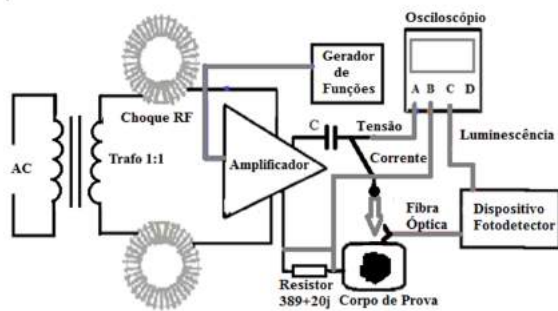 Osciloscópio
A B C D
Gerador
de
Funções
Choque RF
AC
Trafo 1:1
Amplificador
C
Tensão
Corrente
Luminescência
Fibra
Óptica
Dispositivo
Fotodetector
Resistor
389+20j
Corpo de Prova